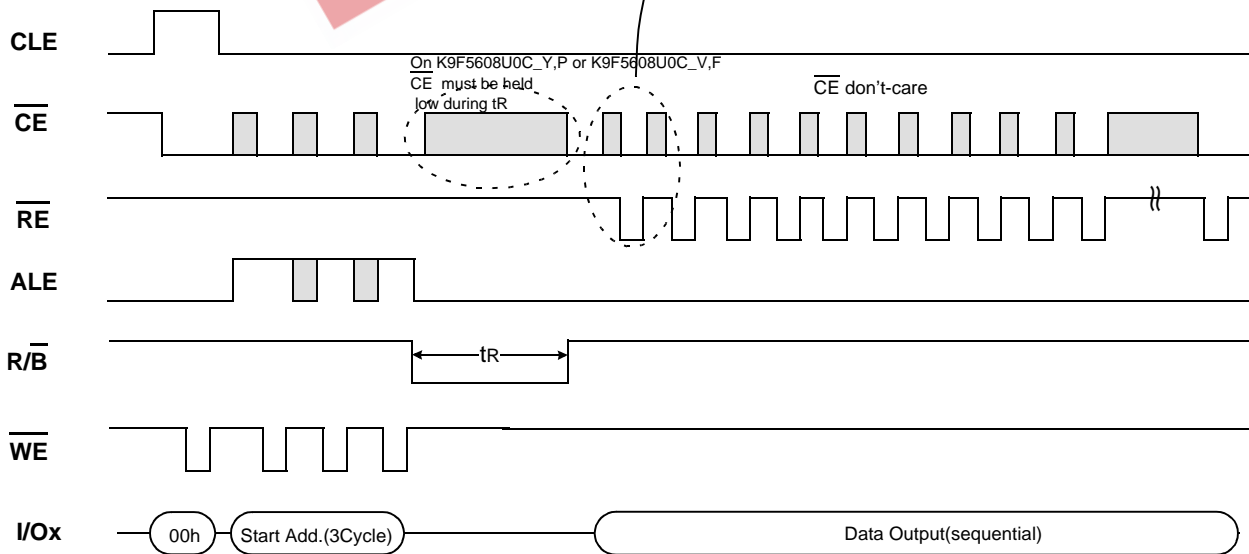 CLE
On K9F5608U0C_Y,P or K9F5608U0C_V,F
CE must be held
low during tR
CE don't-care
CE
RE
ALE
R/B
tR
WE
I/Ox
00h
Start Add.(3Cycle)
Data Output(sequential)